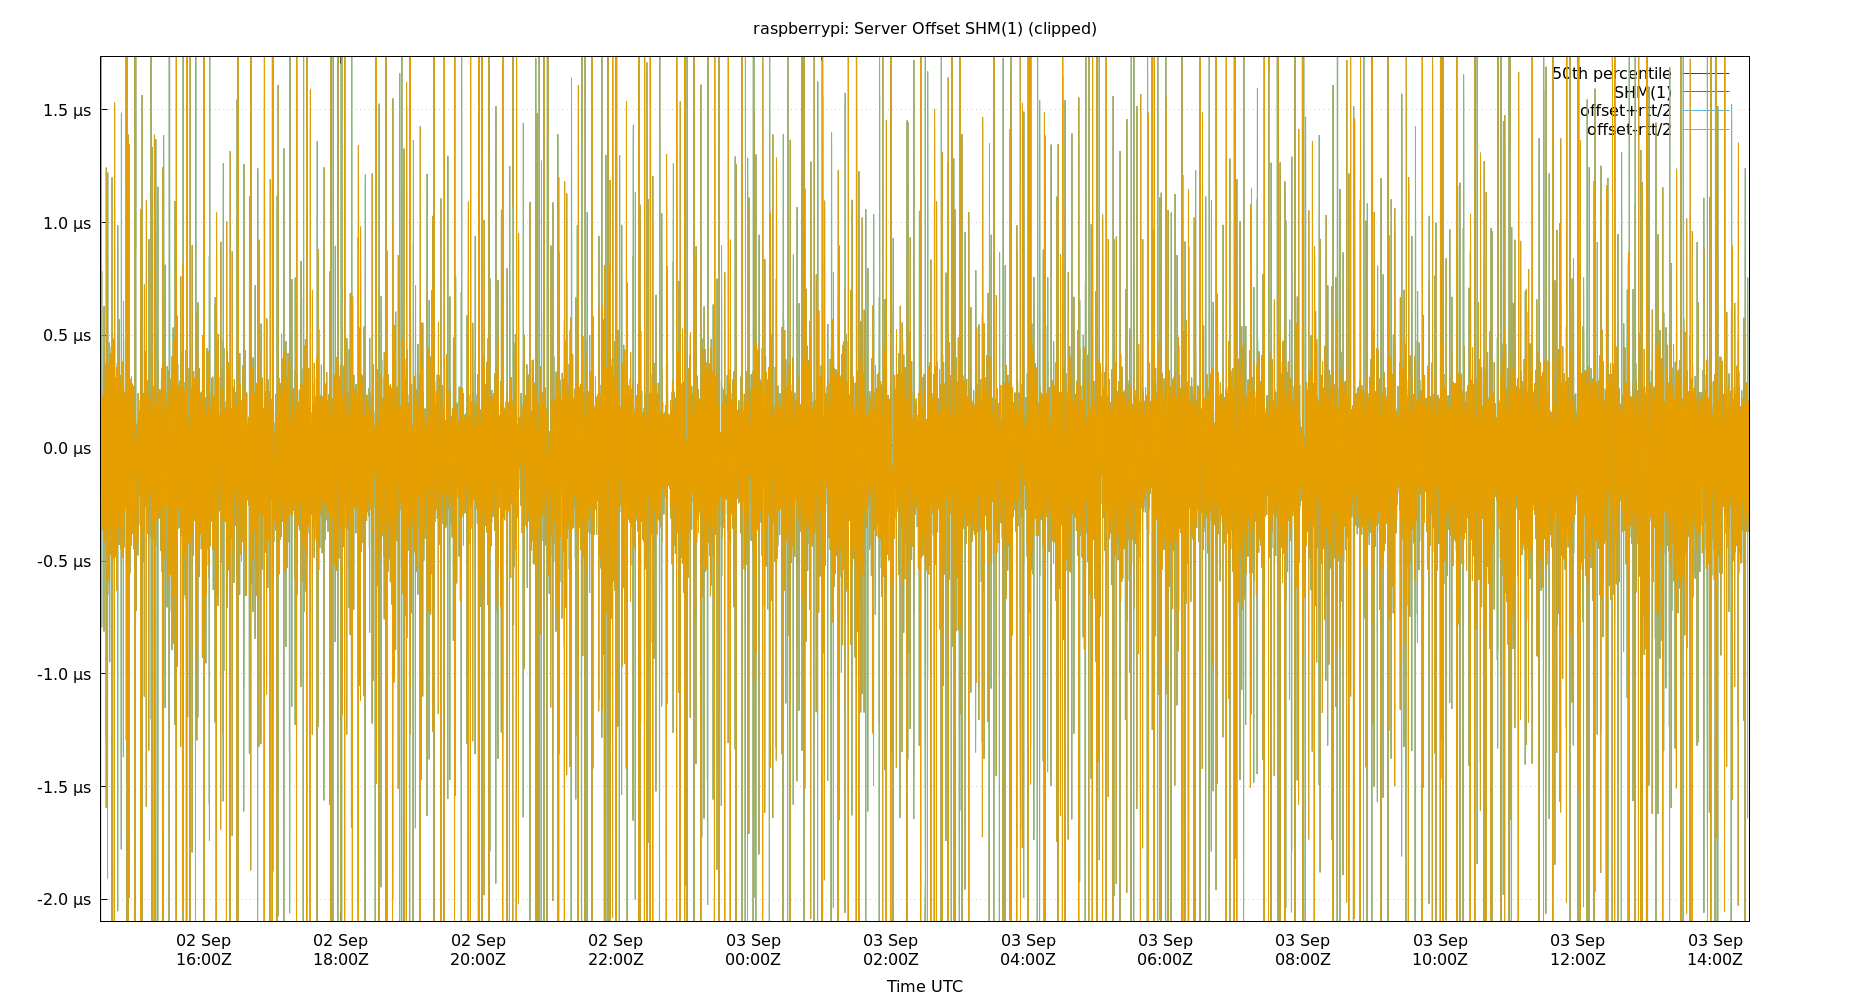 raspberrypi: Server Offset SHM(1) (clipped)
50th percentile
SHM(1)
offset+rtt/2
offset-rtt/2
1.5 µs
1.0 µs
0.5 µs
0.0 µs
-0.5 µs
-1.0 µs
-1.5 µs
-2.0 µs
02 Sep 02 Sep 02 Sep 02 Sep 03 Sep 03 Sep 03 Sep 03 Sep 03 Sep 03 Sep 03 Sep 03 Sep
16:00Z 18:00Z 20:00Z 22:00Z 00:00Z 02:00Z 04:00Z 06:00Z 08:00Z 10:00Z 12:00Z 14:00Z
Time UTC